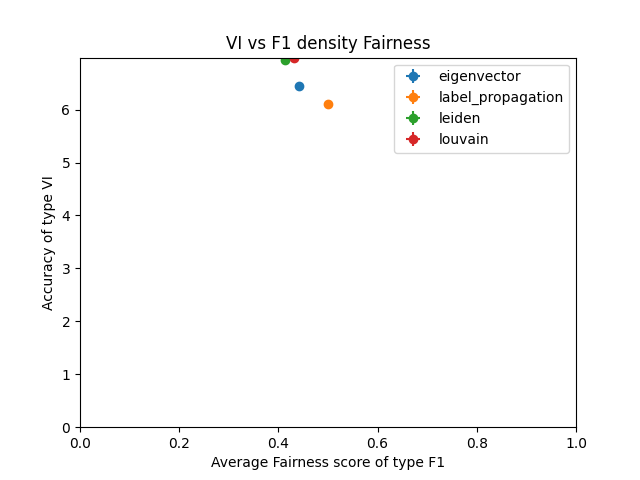 VI vs F1 density Fairness
eigenvector
label_propagation
leiden
louvain
Accuracy of type VI
6
5
4
3
2
1
0
0.0 0.2 0.4 0.6 0.8 1.0
Average Fairness score of type F1